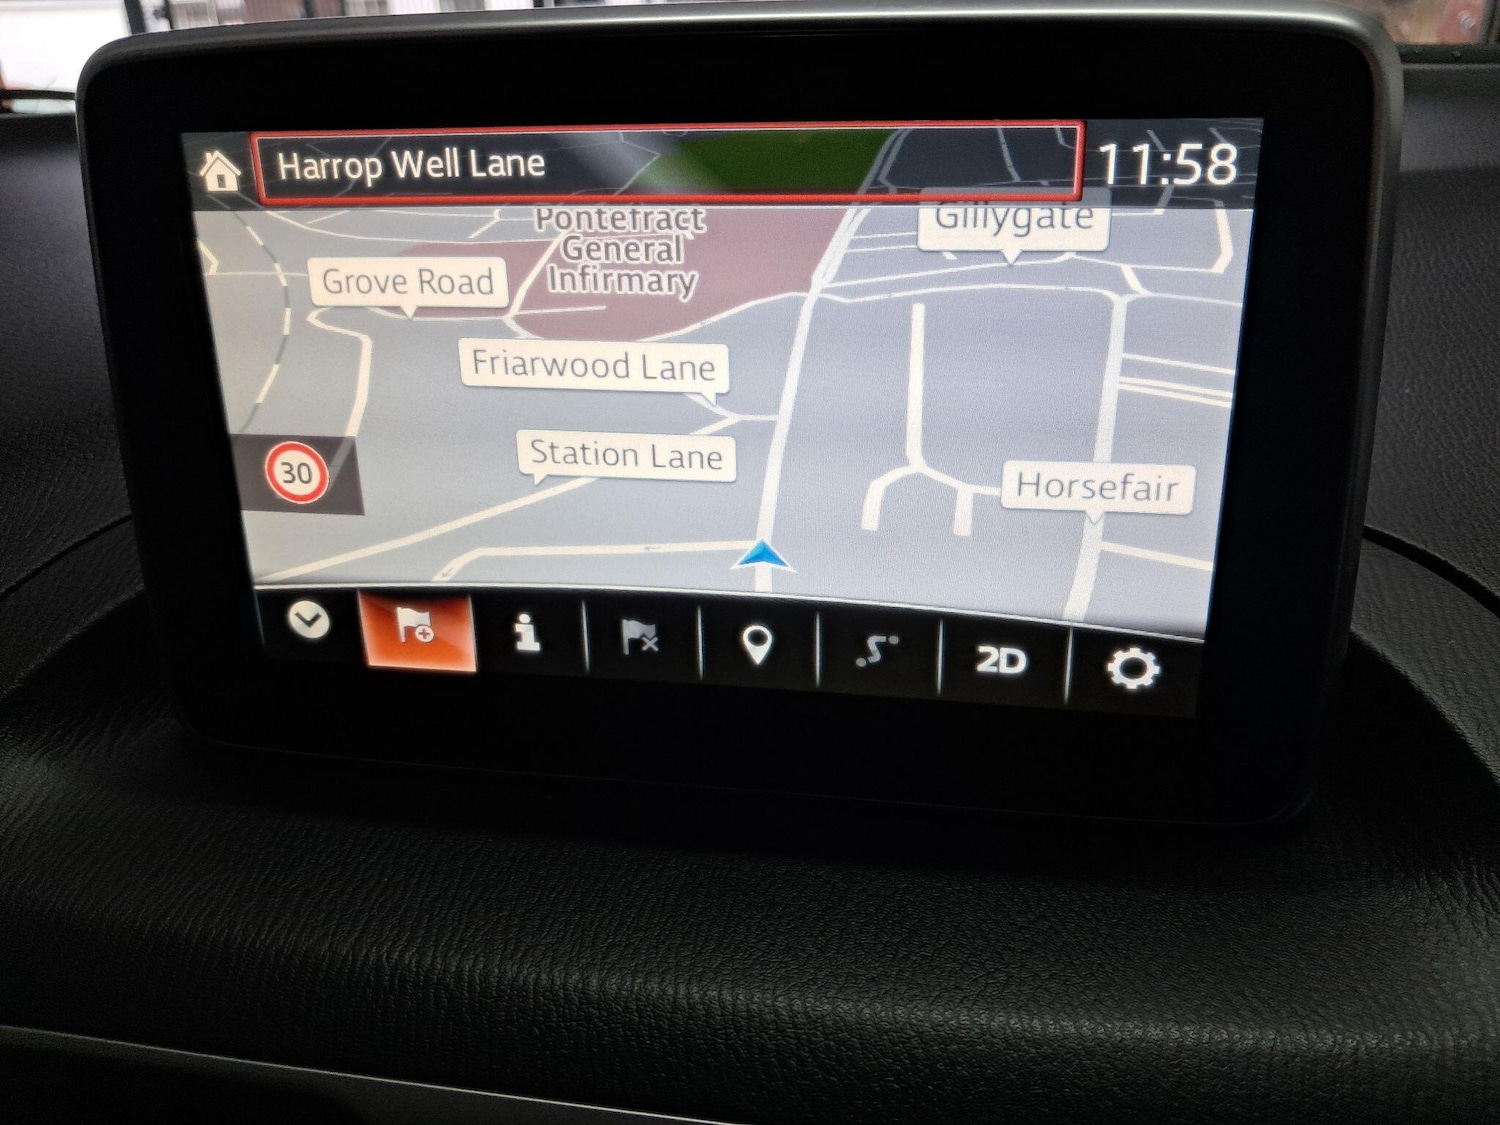 Harrop Well Lane
11:58
Pontefract
General
Infirmary
Gillygate
Grove Road
Friarwood Lane
Station Lane
30
Horsefair
2D